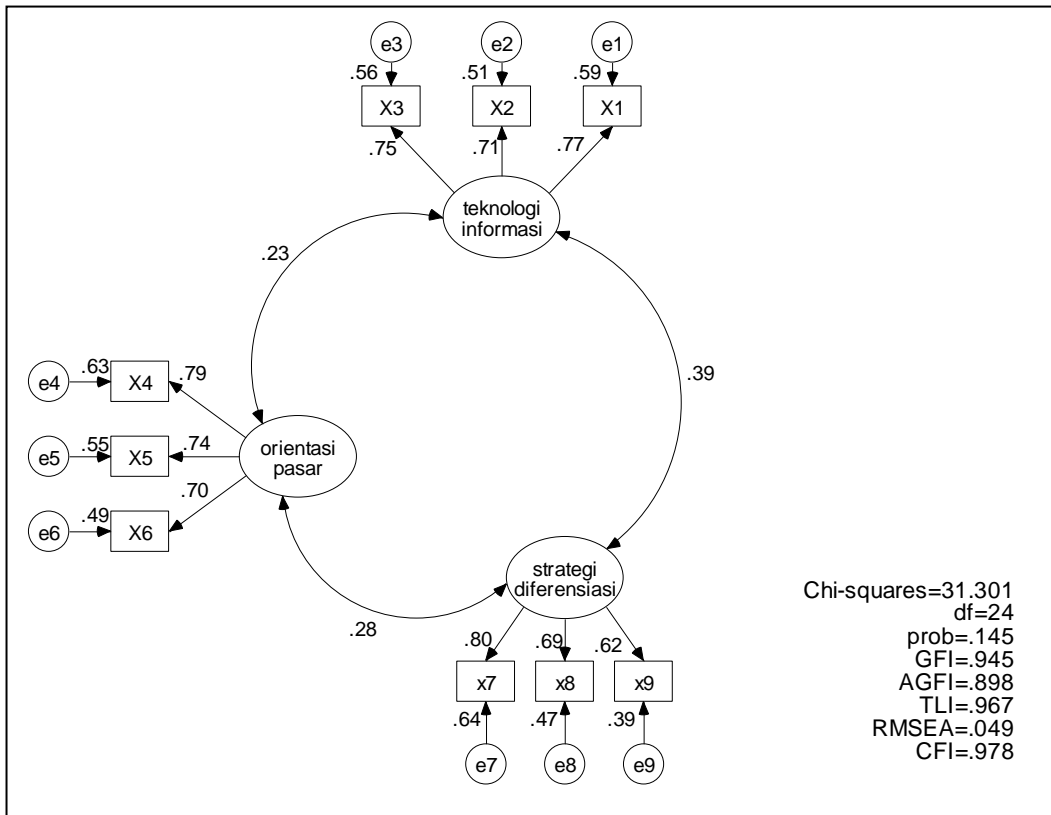 e3
e2
e1
.56
.51
.59
X3
X2
X1
.75
.71
.77
teknologi
informasi
.23
.39
e4
.63
X4
.79
e5
.55
X5
.74
orientasi
pasar
e6
.49
X6
.70
.28
strategi
diferensiasi
.80
.69
.62
x7
x8
x9
.64
.47
.39
e7
e8
e9
Chi-squares=31.301
df=24
prob=.145
GFI=.945
AGFI=.898
TLI=.967
RMSEA=.049
CFI=.978